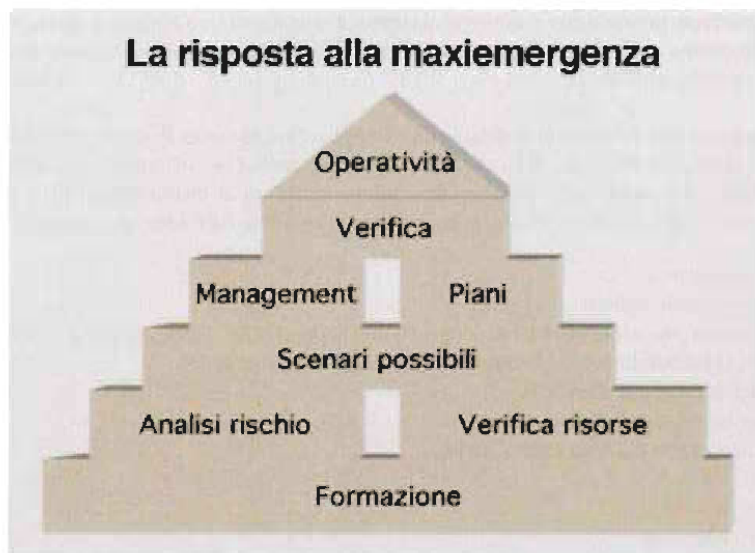 La risposta alla maxiemergenza
Operatività
Verifica
Management Piani
Scenari possibili
Analisi rischio Verifica risorse
Formazione